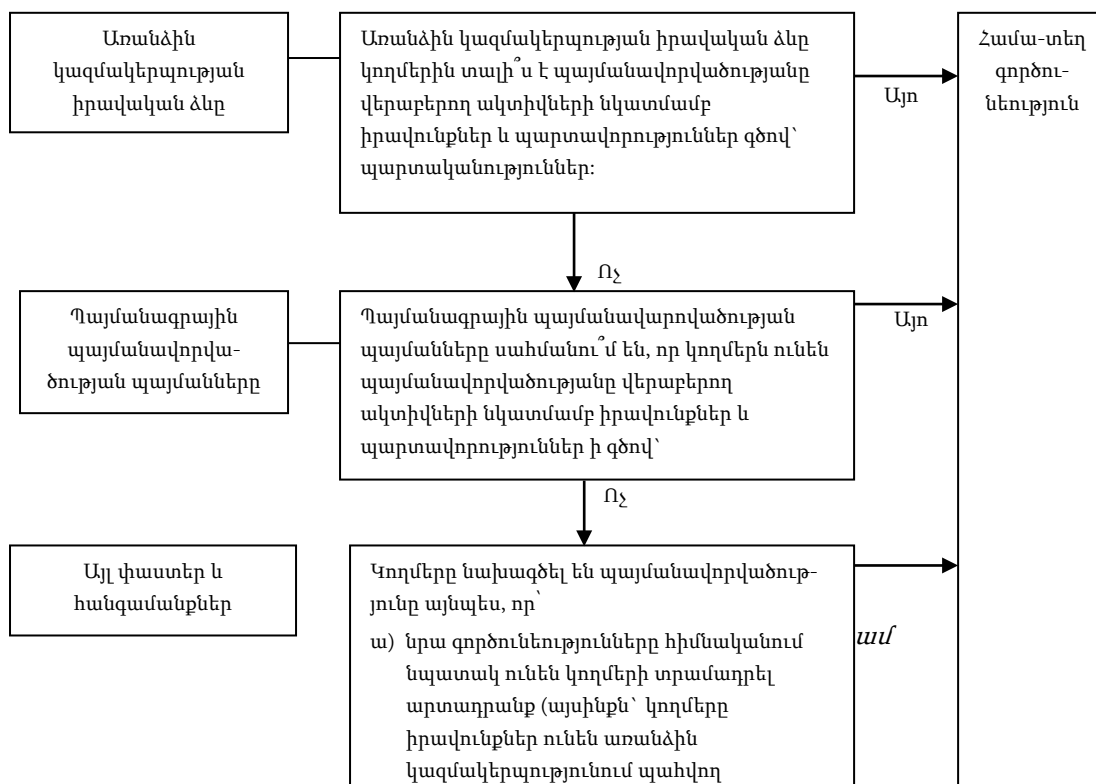 Առանձին
կազմակերպության
իրավական ձևը
Առանձին կազմակերպության իրավական ձևը
կողմերին տալի՞ս է պայմանավորվածությանը
վերաբերող ակտիվների նկատմամբ
իրավունքներ և պարտավորություններ գծով՝
պարտականություններ:
Այո
Համա-տեղ
գործու-
նեություն
Ոչ
Պայմանագրային
պայմանավորվա-
ծության պայմանները
Պայմանագրային պայմանավարովածության
պայմանները սահմանու՞մ են, որ կողմերն ունեն
պայմանավորվածությանը վերաբերող
ակտիվների նկատմամբ իրավունքներ և
պարտավորություններ ի գծով՝
Այո
Ոչ
Այլ փաստեր և
հանգամանքներ
Կողմերը նախագծել են պայմանավորվածութ-
յունը այնպես, որ՝
ա) նրա գործունեությունները հիմնականում
նպատակ ունեն կողմերի տրամադրել
արտադրանք (այսինքն՝ կողմերը
իրավունքներ ունեն առանձին
կազմակերպությունում պահվող
ամ